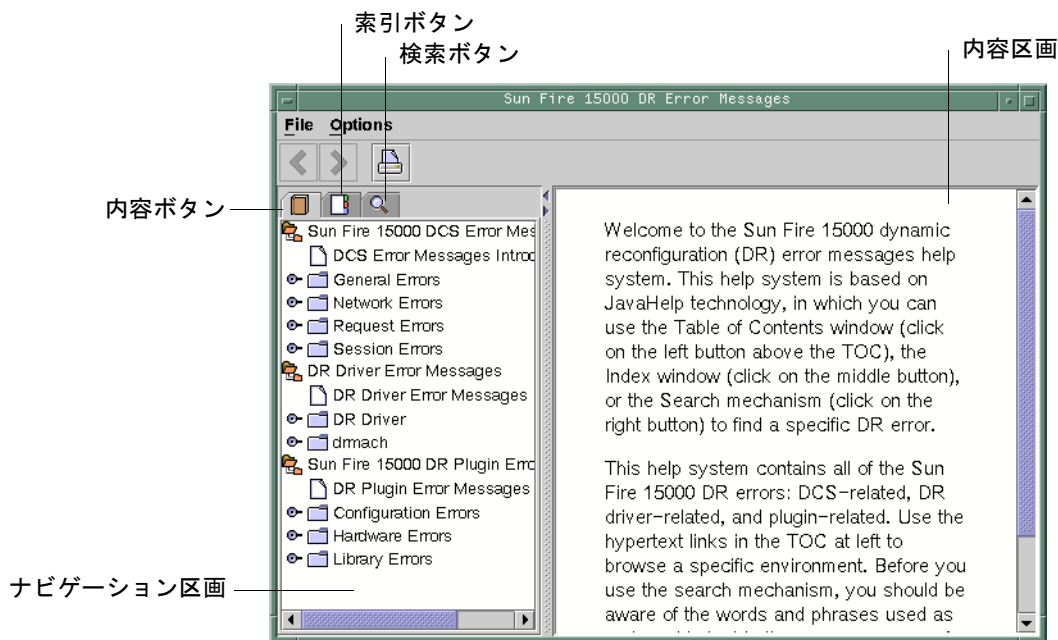 索引ボタン
検索ボタン
内容区画
Sun Fire 15000 DR Error Messages
File Options
内容ボタン
Sun Fire 15000 DCS Error Mes
DCS Error Messages Introd
General Errors
Network Errors
Request Errors
Session Errors
DR Driver Error Messages
DR Driver Error Messages
DR Driver
drmach
Sun Fire 15000 DR Plugin Erro
DR Plugin Error Messages
Configuration Errors
Hardware Errors
Library Errors
ナビゲーション区画
Welcome to the Sun Fire 15000 dynamic
reconfiguration (DR) error messages help
system. This help system is based on
JavaHelp technology, in which you can
use the Table of Contents window (click
on the left button above the TOC), the
Index window (click on the middle button),
or the Search mechanism (click on the
right button) to find a specific DR error.
This help system contains all of the Sun
Fire 15000 DR errors: DCS-related, DR
driver-related, and plugin-related. Use the
hypertext links in the TOC at left to
browse a specific environment. Before you
use the search mechanism, you should be
aware of the words and phrases used as